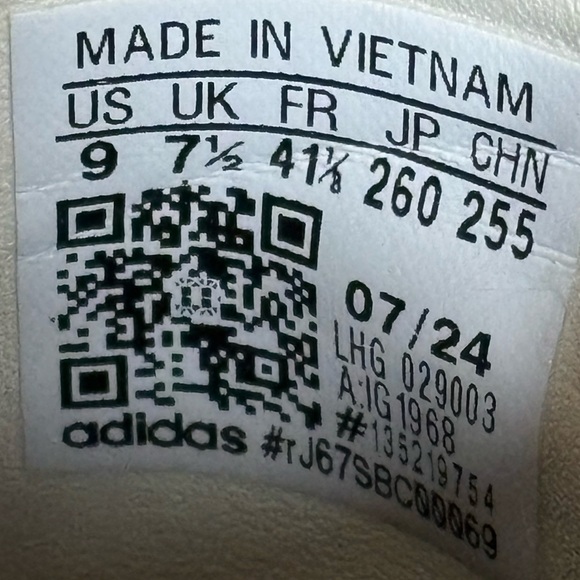 MADE IN VIETNAM
US UK FR JP CHN
9 7½ 41⅓ 260 255
07/24
LHG 029003
A:IG1968
#135219754
adidas #rJ67SBC00069